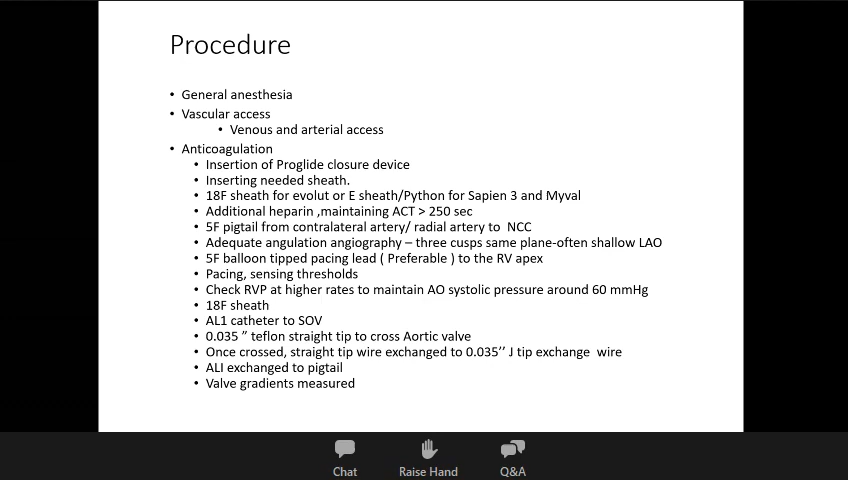 Procedure
• General anesthesia
• Vascular access
• Venous and arterial access
• Anticoagulation
• Insertion of Proglide closure device
• Inserting needed sheath.
• 18F sheath for evolut or E sheath/Python for Sapien 3 and Myval
• Additional heparin ,maintaining ACT > 250 sec
• 5F pigtail from contralateral artery/ radial artery to  NCC
• Adequate angulation angiography – three cusps same plane-often shallow LAO
• 5F balloon tipped pacing lead ( Preferable ) to the RV apex
• Pacing, sensing thresholds
• Check RVP at higher rates to maintain AO systolic pressure around 60 mmHg
• 18F sheath
• AL1 catheter to SOV
• 0.035 ” teflon straight tip to cross Aortic valve
• Once crossed, straight tip wire exchanged to 0.035’’ J tip exchange  wire
• ALI exchanged to pigtail
• Valve gradients measured
Chat
Raise Hand
Q&A